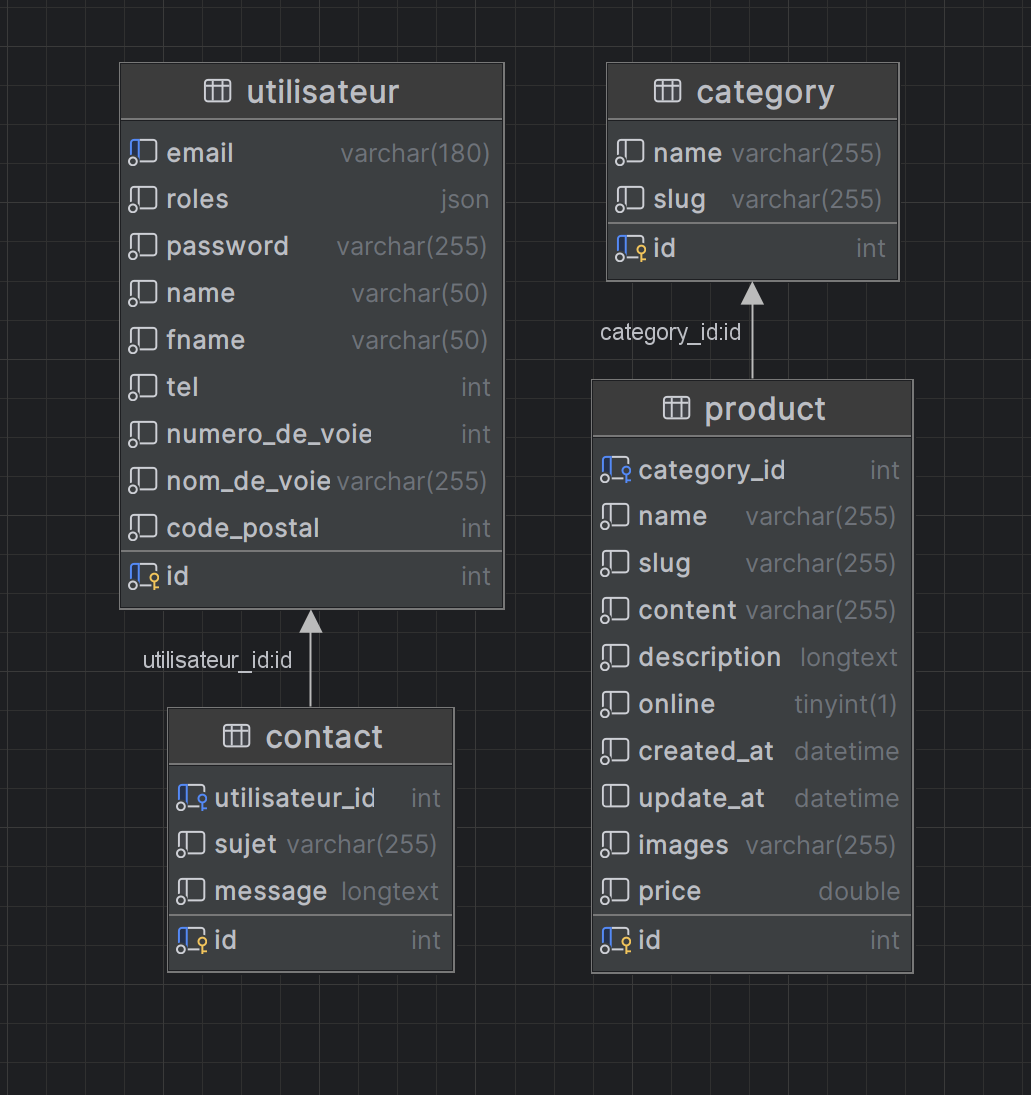 utilisateur
email varchar(180)
roles json
password varchar(255)
name varchar(50)
fname varchar(50)
tel int
numero_de_voie int
nom_de_voie varchar(255)
code_postal int
id int
utilisateur_id:id
contact
utilisateur_id int
sujet varchar(255)
message longtext
id int
category
name varchar(255)
slug varchar(255)
id int
category_id:id
product
category_id int
name varchar(255)
slug varchar(255)
content varchar(255)
description longtext
online tinyint(1)
created_at datetime
update_at datetime
images varchar(255)
price double
id int